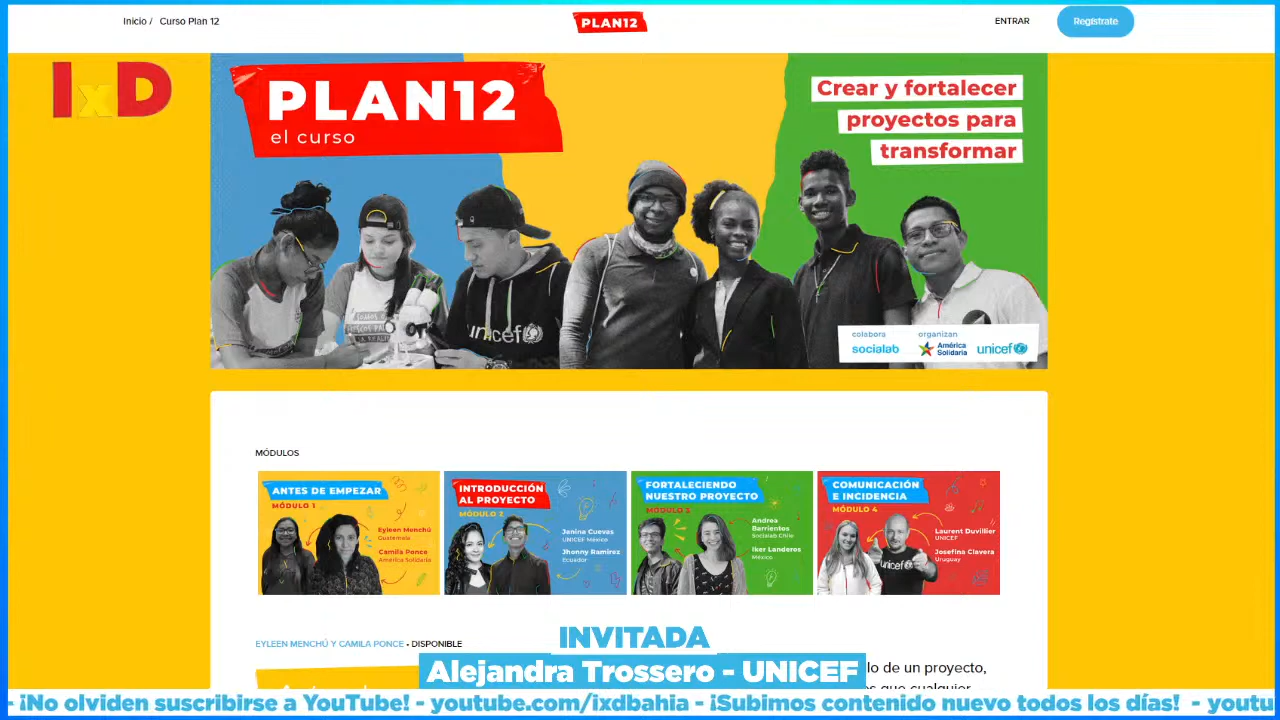 Inicio / Curso Plan 12
PLAN12
ENTRAR
Regístrate
IxD
PLAN12
el curso
Crear y fortalecer
proyectos para
transformar
unicef
colabora
organizan
socialab
América
Solidaria
unicef
MÓDULOS
ANTES DE EMPEZAR
MÓDULO 1
Eyleen Menchú
Guatemala
Camila Ponce
América Solidaria
INTRODUCCIÓN
AL PROYECTO
MÓDULO 2
Janina Cuevas
UNICEF México
Jhonny Ramírez
Ecuador
FORTALECIENDO
NUESTRO PROYECTO
MÓDULO 3
Andrea
Barrientos
Socialab Chile
Iker Landeros
México
COMUNICACIÓN
E INCIDENCIA
MÓDULO 4
Laurent Duvillier
UNICEF
Josefina Clavera
Uruguay
unicef
EYLEEN MENCHÚ Y CAMILA PONCE • DISPONIBLE
lo de un proyecto,
INVITADA
Alejandra Trossero - UNICEF
- ¡No olviden suscribirse a YouTube! - youtube.com/ixdbahia - ¡Subimos contenido nuevo todos los días! - youtu